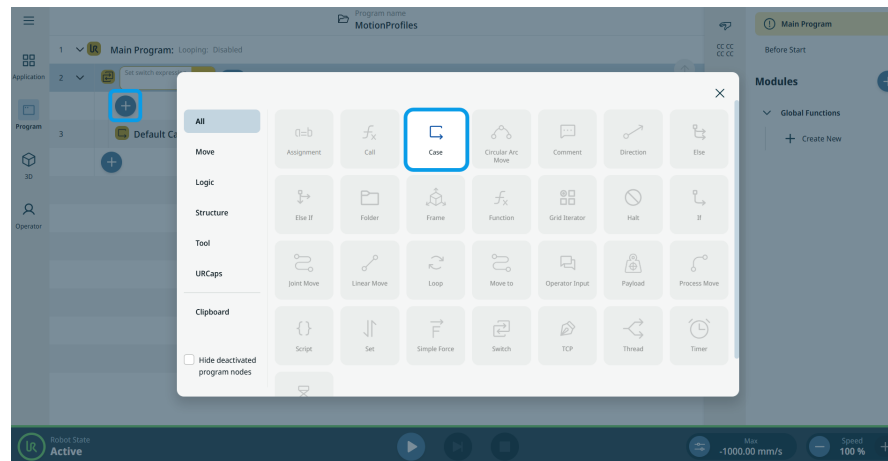 Program name
MotionProfiles
1 Main Program: Looping: Disabled
2 Set switch express
3 Default Ca
Application
Program
3D
Operator
CC CC
CC CC
Main Program
Before Start
Modules
Global Functions
Create New
All
Move
Logic
Structure
Tool
URCaps
Clipboard
Hide deactivated
program nodes
Assignment
Call
Case
Circular Arc
Move
Comment
Direction
Else
Else If
Folder
Frame
Function
Grid Iterator
Halt
If
Joint Move
Linear Move
Loop
Move to
Operator Input
Payload
Process Move
Script
Set
Simple Force
Switch
TCP
Thread
Timer
Robot State
Active
Max
-1000.00 mm/s
Speed
100 %